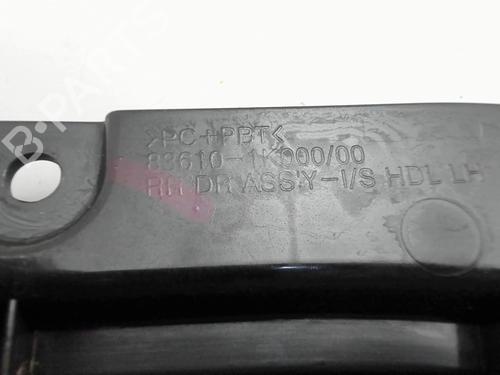 B-PARTS
>PC+PBT<
83610-1K000/00
RR DR ASS'Y-I/S HDL LH